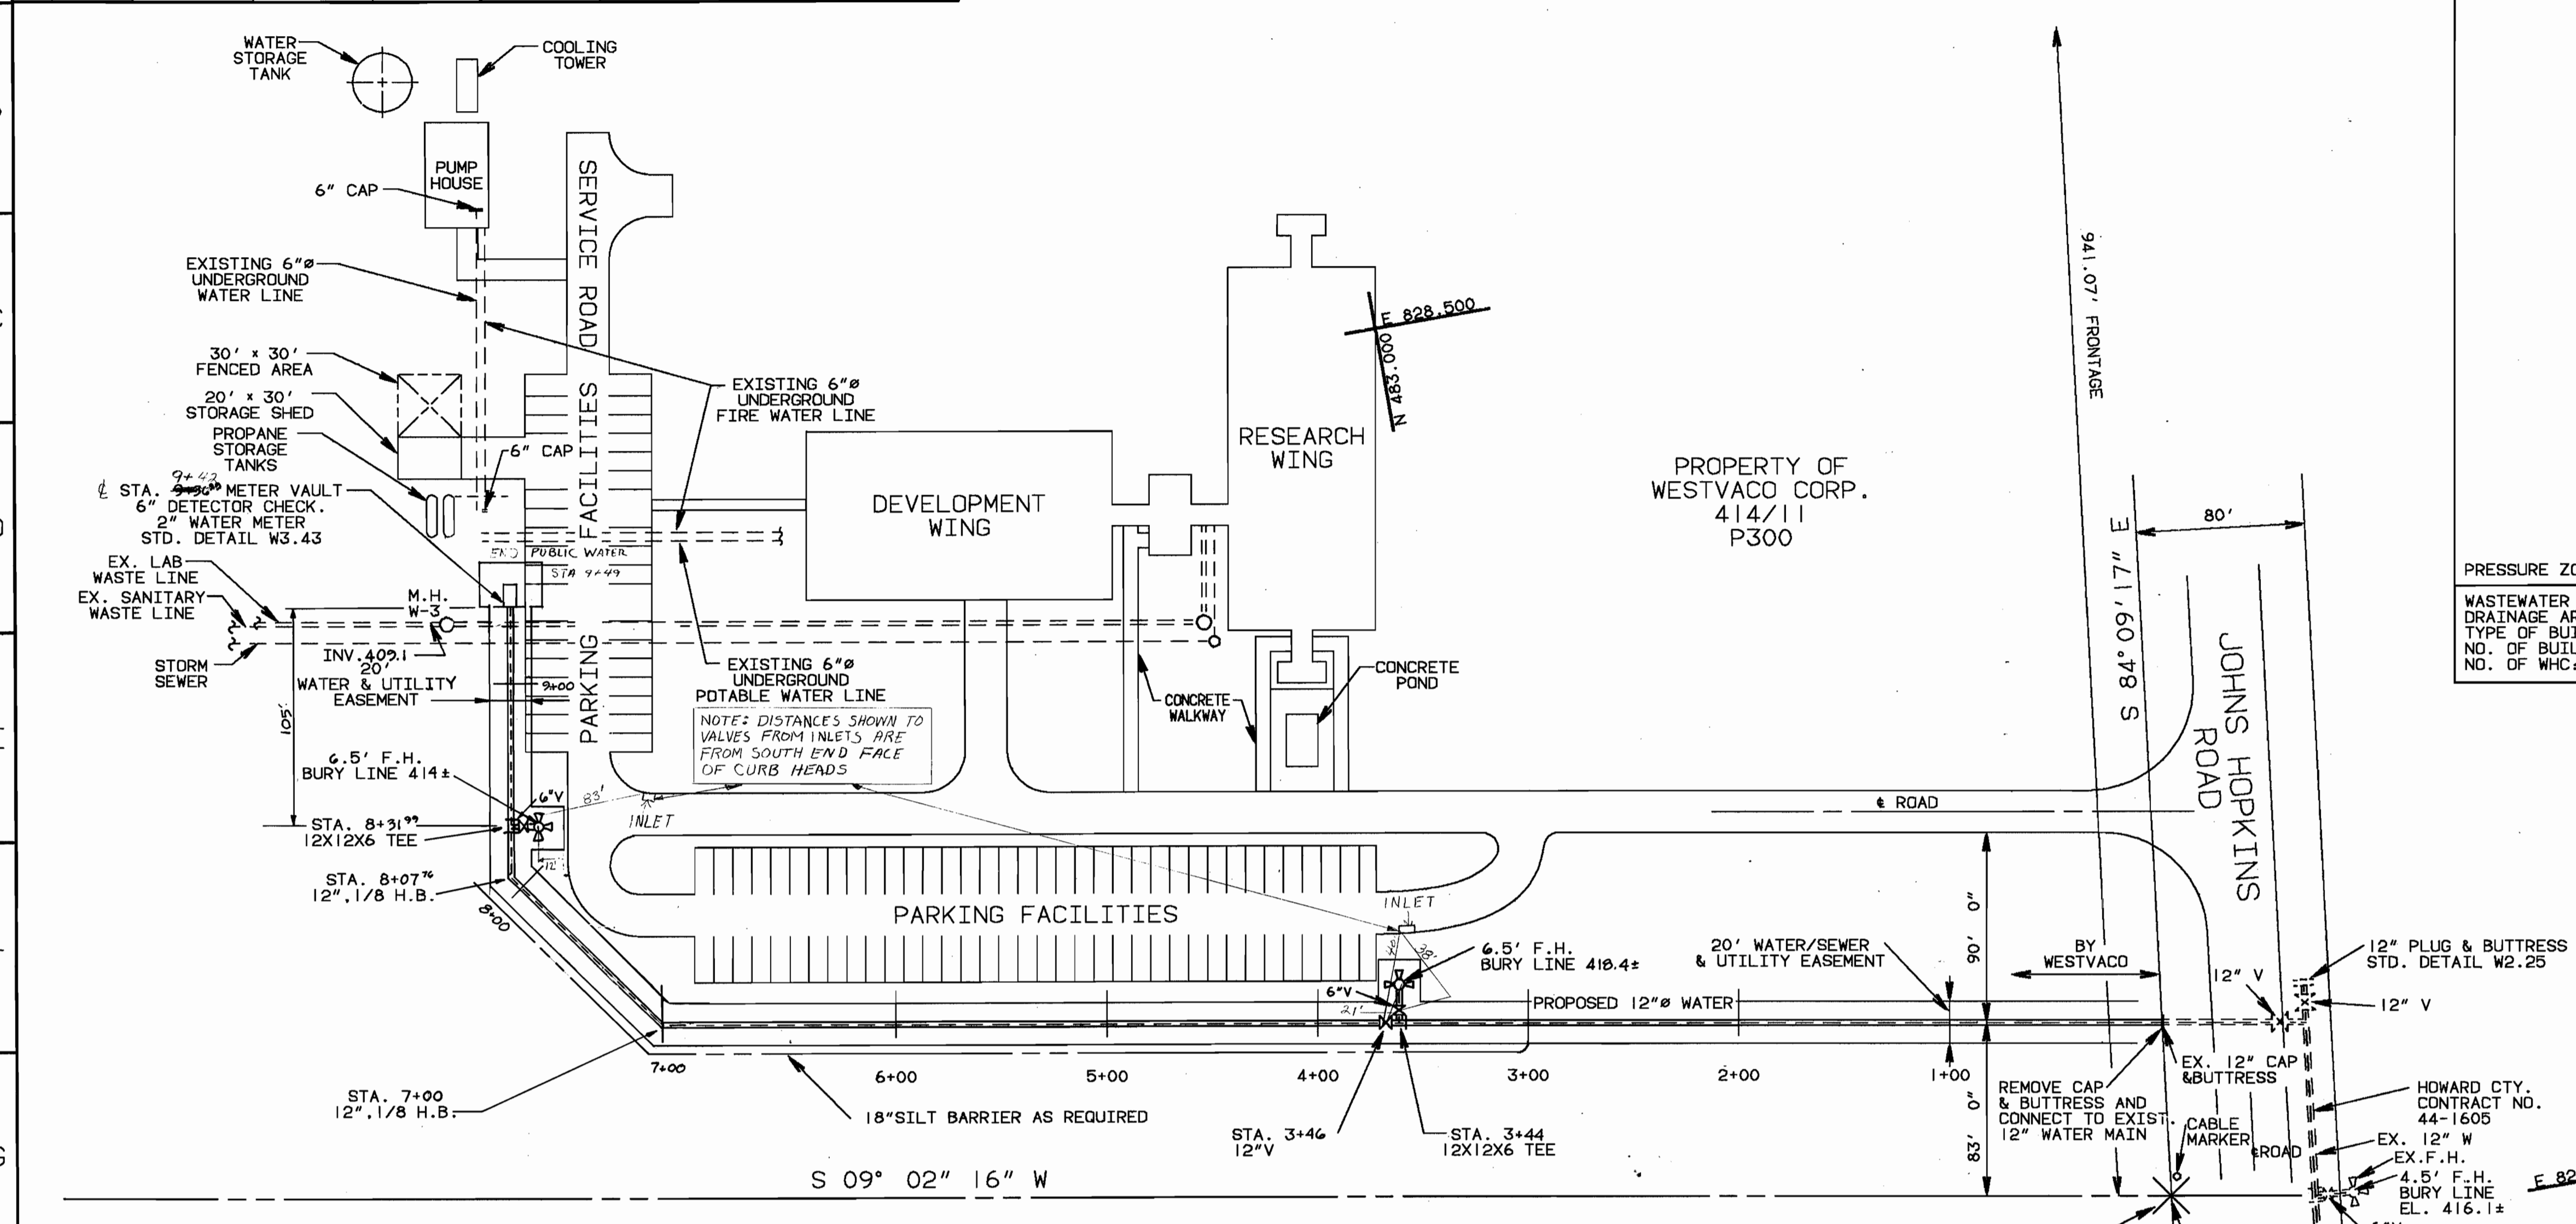 WATER
STORAGE
TANK
COOLING
TOWER
PUMP
HOUSE
6" CAP
SERVICE ROAD
EXISTING 6"ø
UNDERGROUND
WATER LINE
30' x 30'
FENCED AREA
20' x 30'
STORAGE SHED
PROPANE
STORAGE
TANKS
6" CAP
9+42
℄ STA. METER VAULT
6" DETECTOR CHECK.
2" WATER METER
STD. DETAIL W3.43
EX. LAB
WASTE LINE
EX. SANITARY
WASTE LINE
STORM
SEWER
M.H.
W-3
INV.409.1
20'
WATER & UTILITY
EASEMENT
105'
9+00
PARKING FACILITIES
END PUBLIC WATER
STA 9+49
EXISTING 6"ø
UNDERGROUND
FIRE WATER LINE
EXISTING 6"ø
UNDERGROUND
POTABLE WATER LINE
NOTE: DISTANCES SHOWN TO
VALVES FROM INLETS ARE
FROM SOUTH END FACE
OF CURB HEADS
DEVELOPMENT
WING
RESEARCH
WING
E 828.500
N 483.000
CONCRETE
WALKWAY
CONCRETE
POND
PROPERTY OF
WESTVACO CORP.
414/11
P300
941.07' FRONTAGE
S 84° 09' 17" E
80'
JOHNS HOPKINS
ROAD
PRESSURE ZO
WASTEWATER
DRAINAGE AR
TYPE OF BUI
NO. OF BUIL
NO. OF WHC
6.5' F.H.
BURY LINE 414±
6"V
83'
INLET
12'
STA. 8+31⁹⁹
12X12X6 TEE
STA. 8+07⁷⁶
12",1/8 H.B.
8+00
℄ ROAD
PARKING FACILITIES
INLET
38'
6.5' F.H.
BURY LINE 418.4±
6"V
21'
20' WATER/SEWER
& UTILITY EASEMENT
90' 0"
BY
WESTVACO
12" V
12" PLUG & BUTTRESS
STD. DETAIL W2.25
12" V
PROPOSED 12"ø WATER
7+00
6+00
5+00
4+00
3+00
2+00
1+00
STA. 7+00
12",1/8 H.B.
18"SILT BARRIER AS REQUIRED
STA. 3+46
12"V
STA. 3+44
12X12X6 TEE
83' 0"
REMOVE CAP
& BUTTRESS AND
CONNECT TO EXIST.
12" WATER MAIN
EX. 12" CAP
&BUTTRESS
CABLE
MARKER
℄ROAD
HOWARD CTY.
CONTRACT NO.
44-1605
EX. 12" W
EX.F.H.
4.5' F.H.
BURY LINE
EL. 416.1±
E 82
S 09° 02" 16" W